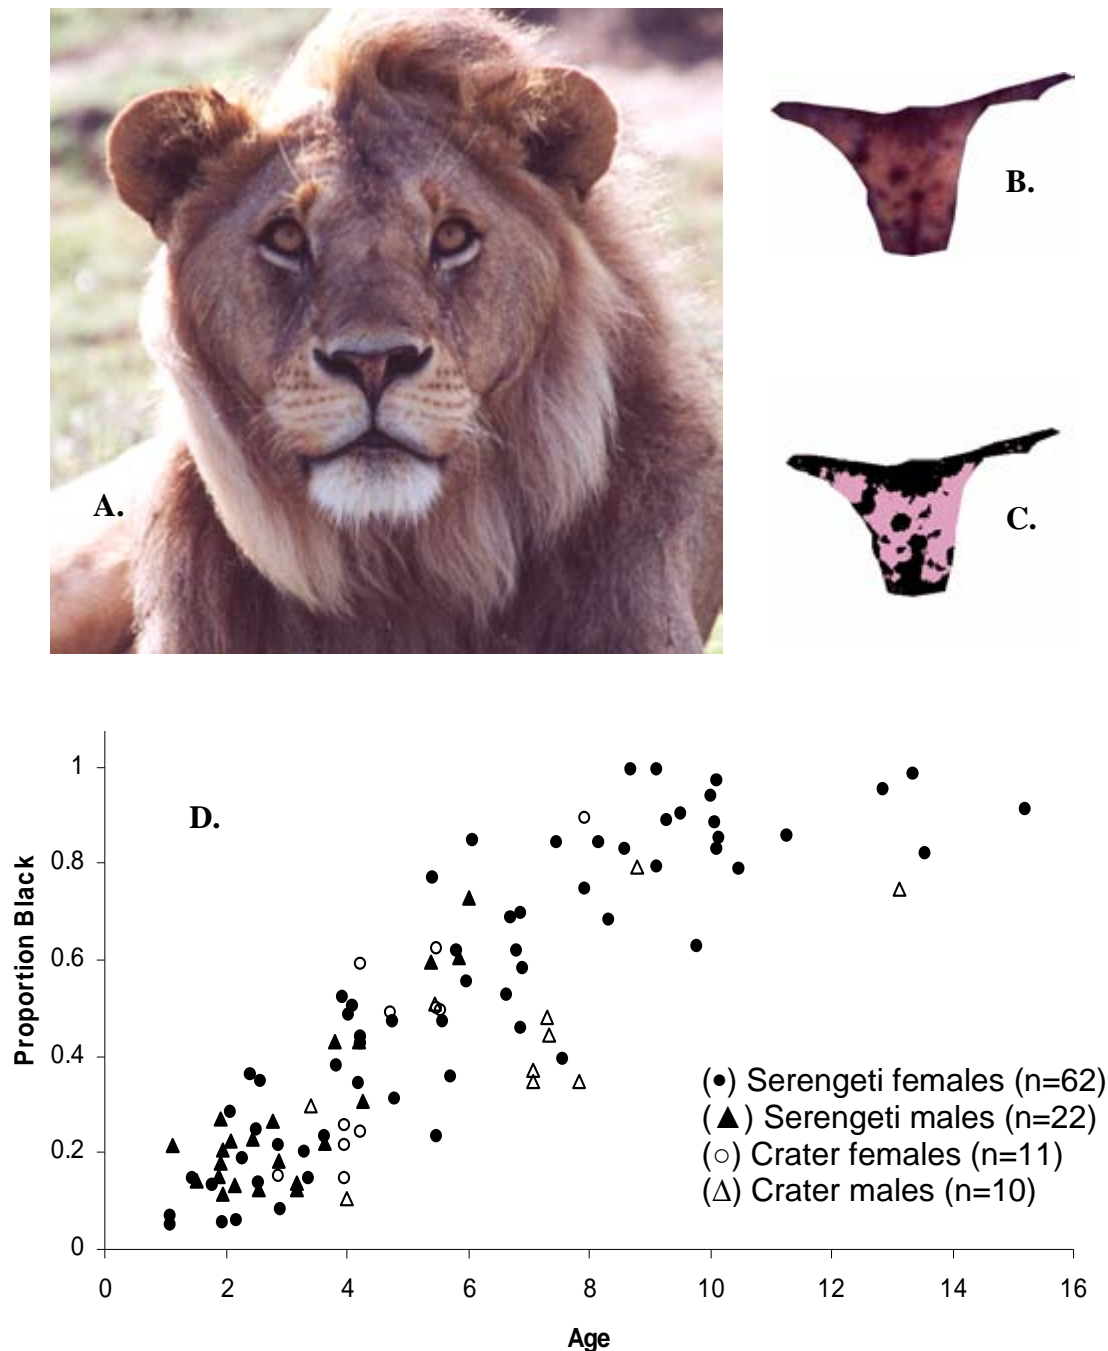 A.
B.
C.
D.
Proportion Black
1
0.8
0.6
0.4
0.2
0
(●) Serengeti females (n=62)
(▲) Serengeti males (n=22)
(○) Crater females (n=11)
(Δ) Crater males (n=10)
0 2 4 6 8 10 12 14 16
Age